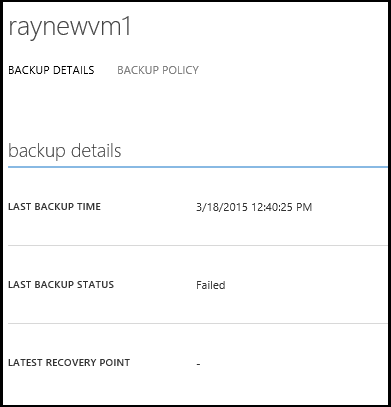 raynewvm1
BACKUP DETAILS BACKUP POLICY
backup details
LAST BACKUP TIME 3/18/2015 12:40:25 PM
LAST BACKUP STATUS Failed
LATEST RECOVERY POINT -